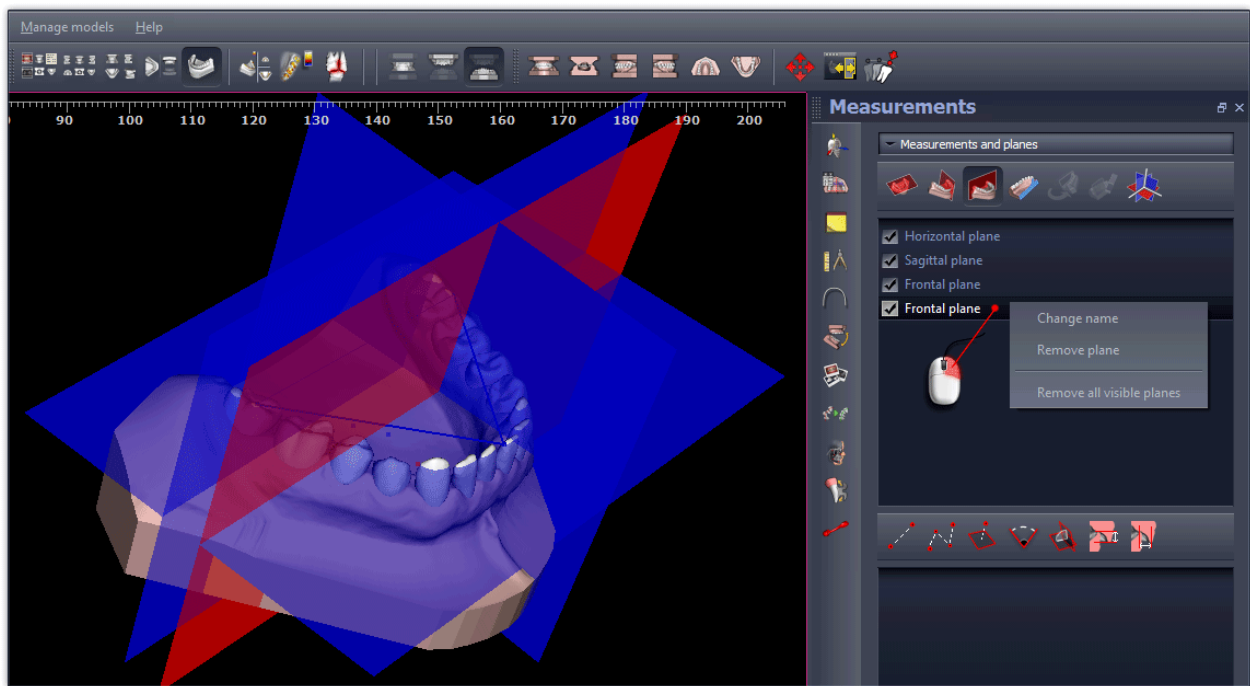 Manage models Help
90 100 110 120 130 140 150 160 170 180 190 200
Measurements
Measurements and planes
Horizontal plane
Sagittal plane
Frontal plane
Frontal plane
Change name
Remove plane
Remove all visible planes